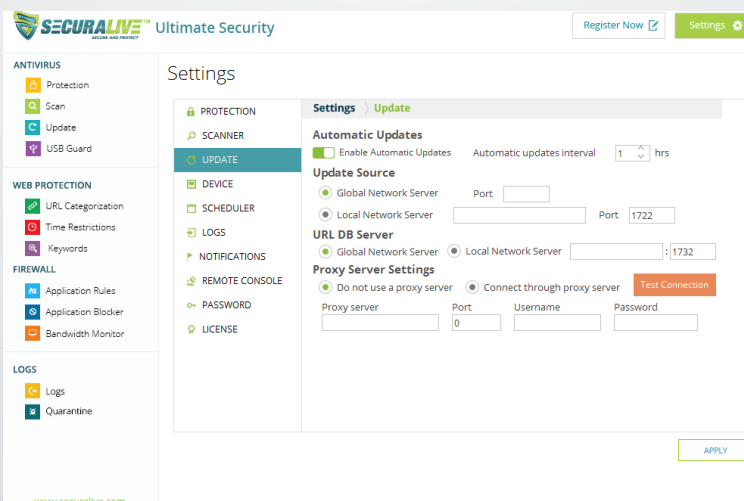 SECURALIVE™ Ultimate Security
SECURE AND PROTECT
Register Now
Settings
ANTIVIRUS
Protection
Scan
Update
USB Guard
WEB PROTECTION
URL Categorization
Time Restrictions
Keywords
FIREWALL
Application Rules
Application Blocker
Bandwidth Monitor
LOGS
Logs
Quarantine
www.securalive.com
Settings
PROTECTION
SCANNER
UPDATE
DEVICE
SCHEDULER
LOGS
NOTIFICATIONS
REMOTE CONSOLE
PASSWORD
LICENSE
Settings Update
Automatic Updates
Enable Automatic Updates Automatic updates interval 1 hrs
Update Source
Global Network Server Port
Local Network Server Port 1722
URL DB Server
Global Network Server Local Network Server : 1732
Proxy Server Settings
Do not use a proxy server Connect through proxy server Test Connection
Proxy server Port Username Password
0
APPLY